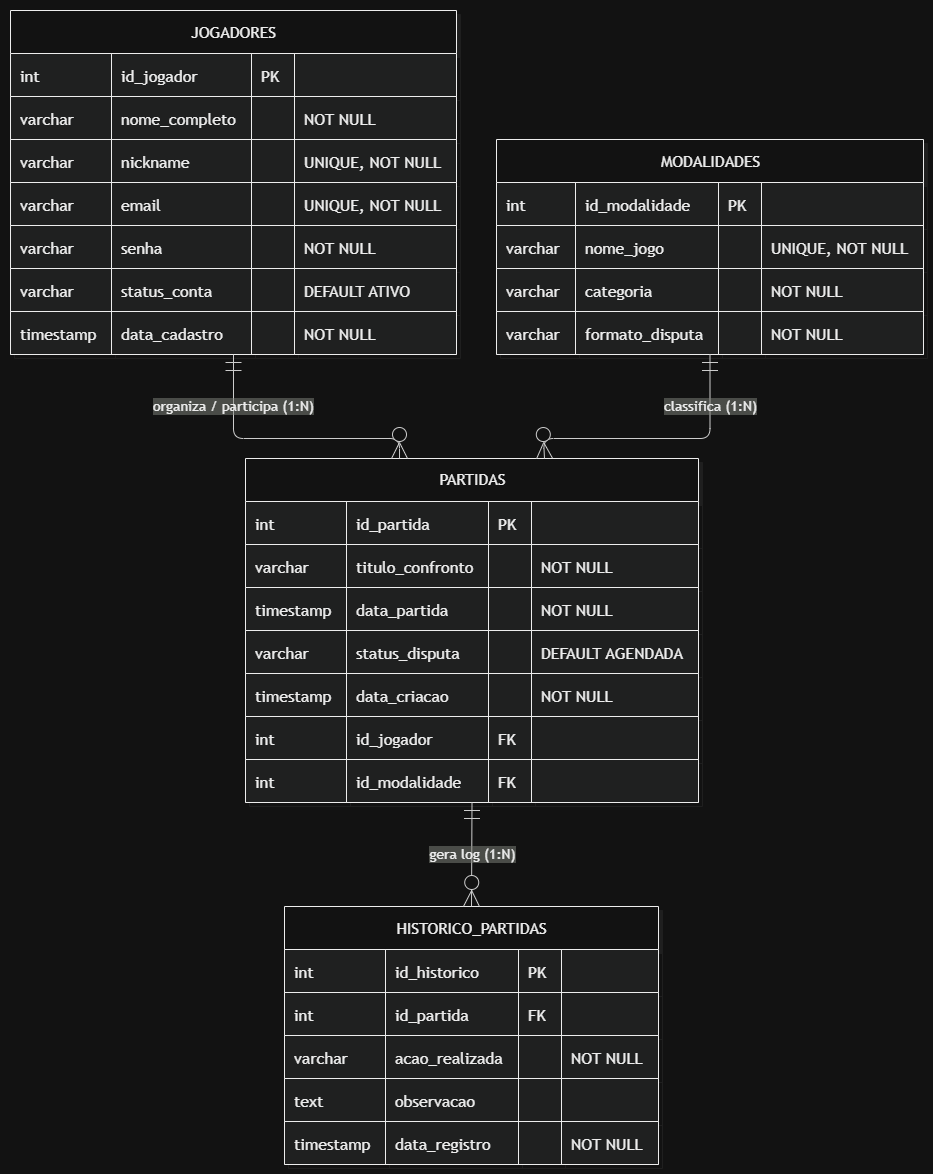 JOGADORES
int id_jogador PK
varchar nome_completo NOT NULL
varchar nickname UNIQUE, NOT NULL
varchar email UNIQUE, NOT NULL
varchar senha NOT NULL
varchar status_conta DEFAULT ATIVO
timestamp data_cadastro NOT NULL
MODALIDADES
int id_modalidade PK
varchar nome_jogo UNIQUE, NOT NULL
varchar categoria NOT NULL
varchar formato_disputa NOT NULL
organiza / participa (1:N)
classifica (1:N)
PARTIDAS
int id_partida PK
varchar titulo_confronto NOT NULL
timestamp data_partida NOT NULL
varchar status_disputa DEFAULT AGENDADA
timestamp data_criacao NOT NULL
int id_jogador FK
int id_modalidade FK
gera log (1:N)
HISTORICO_PARTIDAS
int id_historico PK
int id_partida FK
varchar acao_realizada NOT NULL
text observacao
timestamp data_registro NOT NULL